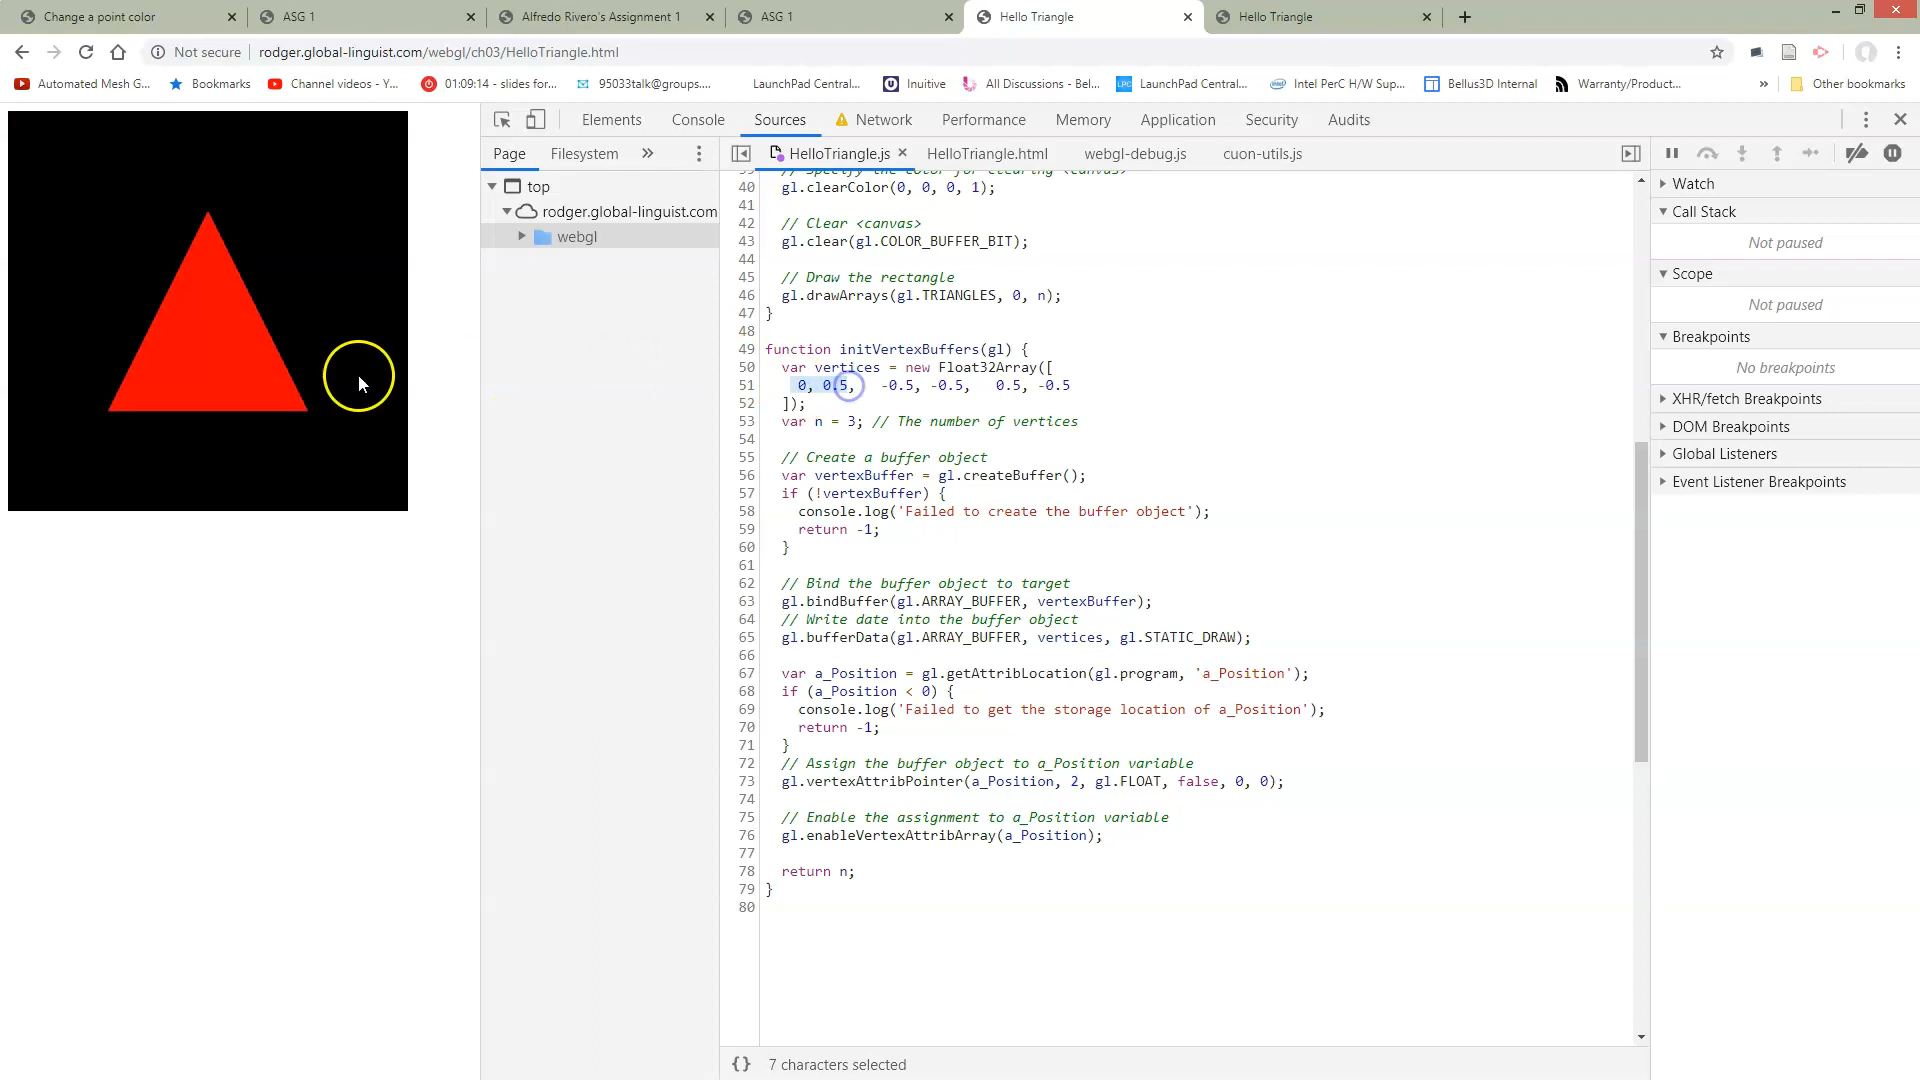 Change a point color
ASG 1
Alfredo Rivero's Assignment 1
ASG 1
Hello Triangle
Hello Triangle
Not secure
rodger.global-linguist.com/webgl/ch03/HelloTriangle.html
Automated Mesh G...
Bookmarks
Channel videos - Y...
01:09:14 - slides for...
95033talk@groups....
LaunchPad Central...
Inuitive
All Discussions - Bel...
LaunchPad Central...
Intel PerC H/W Sup...
Bellus3D Internal
Warranty/Product...
»
Other bookmarks
Elements
Console
Sources
Network
Performance
Memory
Application
Security
Audits
Page
Filesystem
»
HelloTriangle.js
HelloTriangle.html
webgl-debug.js
cuon-utils.js
top
rodger.global-linguist.com
webgl
39 // Specify the color for clearing <canvas>
40 gl.clearColor(0, 0, 0, 1);
41
42 // Clear <canvas>
43 gl.clear(gl.COLOR_BUFFER_BIT);
44
45 // Draw the rectangle
46 gl.drawArrays(gl.TRIANGLES, 0, n);
47 }
48
49 function initVertexBuffers(gl) {
50 var vertices = new Float32Array([
51 0, 0.5, -0.5, -0.5, 0.5, -0.5
52 ]);
53 var n = 3; // The number of vertices
54
55 // Create a buffer object
56 var vertexBuffer = gl.createBuffer();
57 if (!vertexBuffer) {
58 console.log('Failed to create the buffer object');
59 return -1;
60 }
61
62 // Bind the buffer object to target
63 gl.bindBuffer(gl.ARRAY_BUFFER, vertexBuffer);
64 // Write date into the buffer object
65 gl.bufferData(gl.ARRAY_BUFFER, vertices, gl.STATIC_DRAW);
66
67 var a_Position = gl.getAttribLocation(gl.program, 'a_Position');
68 if (a_Position < 0) {
69 console.log('Failed to get the storage location of a_Position');
70 return -1;
71 }
72 // Assign the buffer object to a_Position variable
73 gl.vertexAttribPointer(a_Position, 2, gl.FLOAT, false, 0, 0);
74
75 // Enable the assignment to a_Position variable
76 gl.enableVertexAttribArray(a_Position);
77
78 return n;
79 }
80
{} 7 characters selected
Watch
Call Stack
Not paused
Scope
Not paused
Breakpoints
No breakpoints
XHR/fetch Breakpoints
DOM Breakpoints
Global Listeners
Event Listener Breakpoints